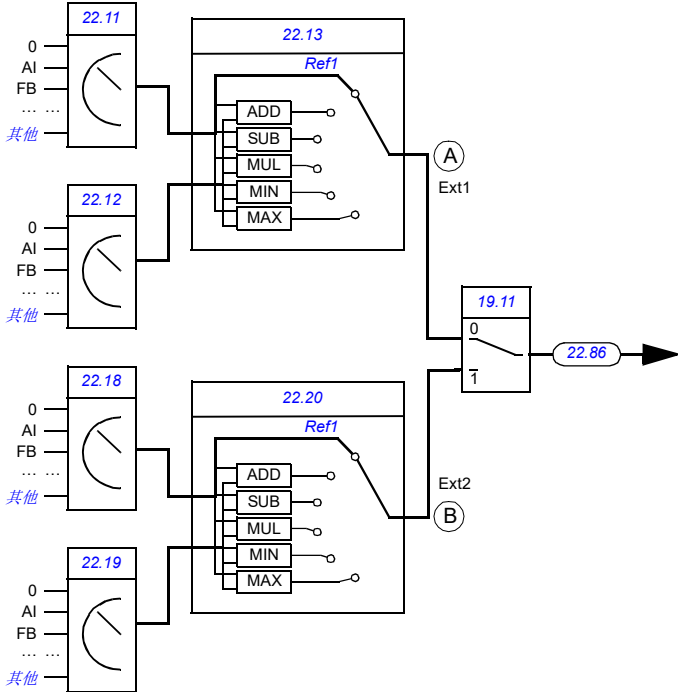 22.11
0
AI
FB
… …
其他
22.12
0
AI
FB
… …
其他
22.13
Ref1
ADD
SUB
MUL
MIN
MAX
A
Ext1
19.11
0
1
22.86
22.18
0
AI
FB
… …
其他
22.19
0
AI
FB
… …
其他
22.20
Ref1
ADD
SUB
MUL
MIN
MAX
Ext2
B